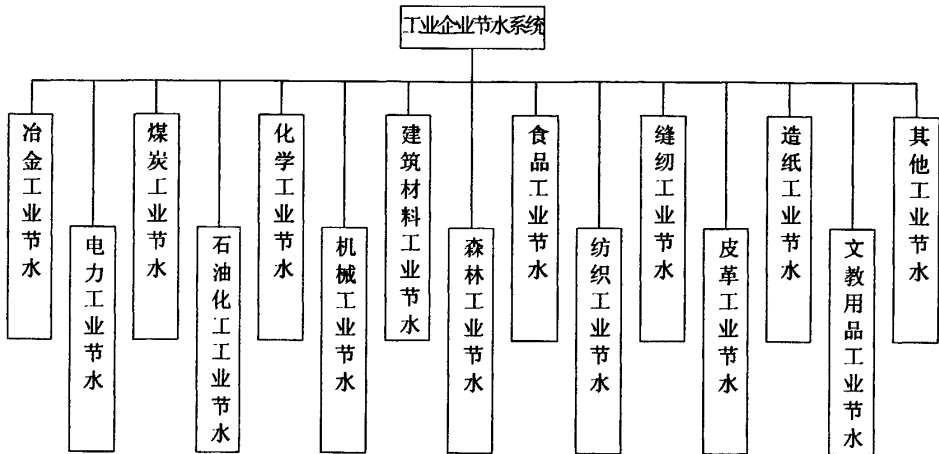 工业企业节水系统
冶金工业节水
电力工业节水
煤炭工业节水
石油化工工业节水
化学工业节水
机械工业节水
建筑材料工业节水
森林工业节水
食品工业节水
纺织工业节水
缝纫工业节水
皮革工业节水
造纸工业节水
文教用品工业节水
其他工业节水